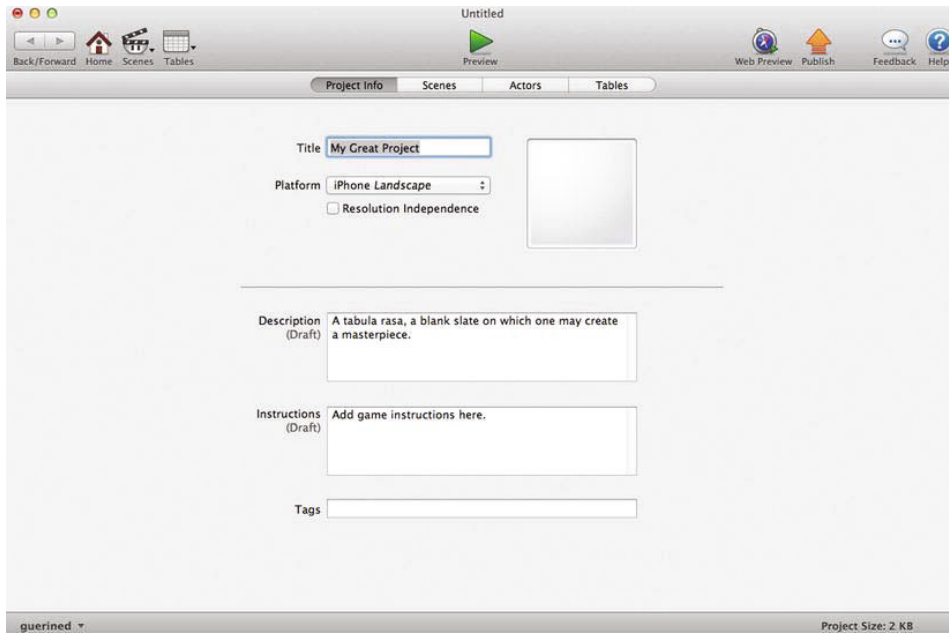 Untitled
Back/Forward Home Scenes Tables Preview Web Preview Publish Feedback Help
Project Info Scenes Actors Tables
Title My Great Project
Platform iPhone Landscape
Resolution Independence
Description A tabula rasa, a blank slate on which one may create
(Draft) a masterpiece.
Instructions Add game instructions here.
(Draft)
Tags
guerined Project Size: 2 KB